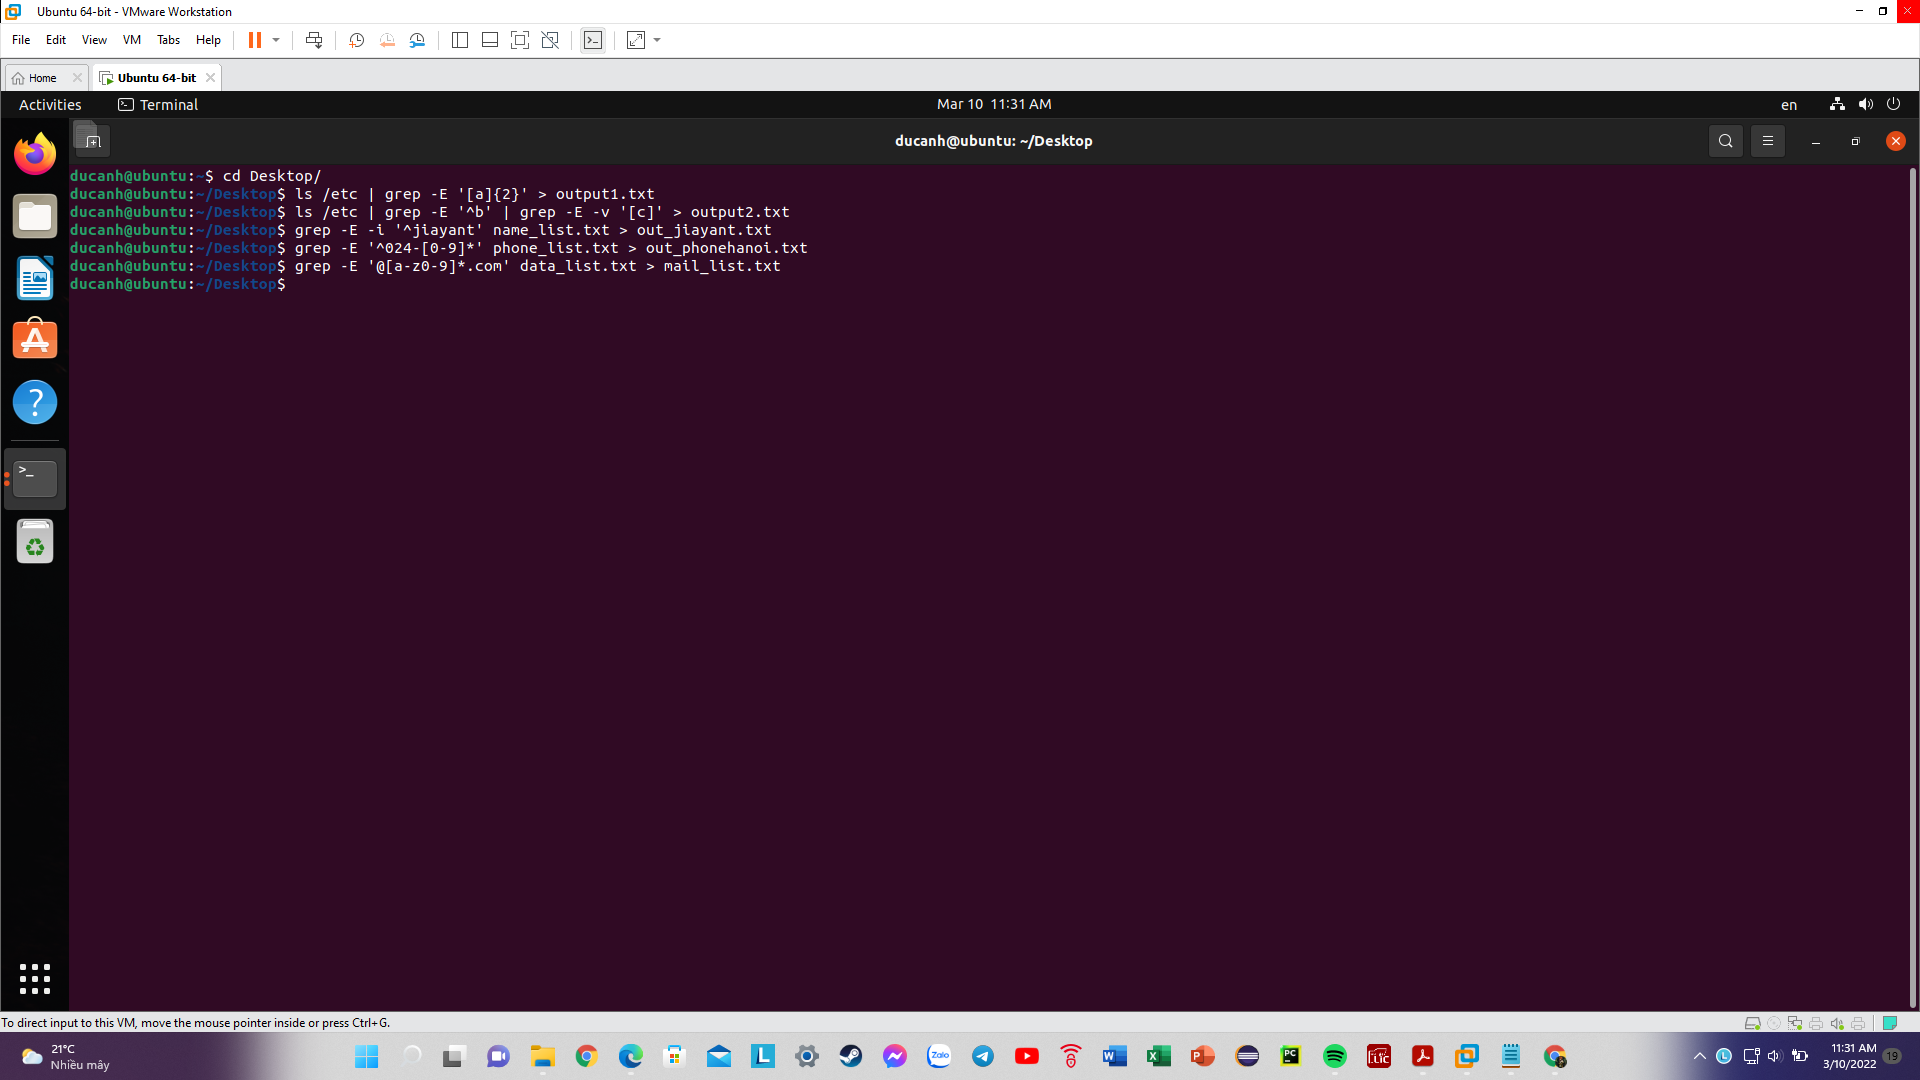 Ubuntu 64-bit - VMware Workstation
File Edit View VM Tabs Help
Home
Ubuntu 64-bit
Activities
Terminal
Mar 10 11:31 AM
en
ducanh@ubuntu: ~/Desktop
ducanh@ubuntu:~$ cd Desktop/
ducanh@ubuntu:~/Desktop$ ls /etc | grep -E '[a]{2}' > output1.txt
ducanh@ubuntu:~/Desktop$ ls /etc | grep -E '^b' | grep -E -v '[c]' > output2.txt
ducanh@ubuntu:~/Desktop$ grep -E -i '^jiayant' name_list.txt > out_jiayant.txt
ducanh@ubuntu:~/Desktop$ grep -E '^024-[0-9]*' phone_list.txt > out_phonehanoi.txt
ducanh@ubuntu:~/Desktop$ grep -E '@[a-z0-9]*.com' data_list.txt > mail_list.txt
ducanh@ubuntu:~/Desktop$
To direct input to this VM, move the mouse pointer inside or press Ctrl+G.
21°C
Nhiều mây
Zalo
PC
11:31 AM
3/10/2022
19